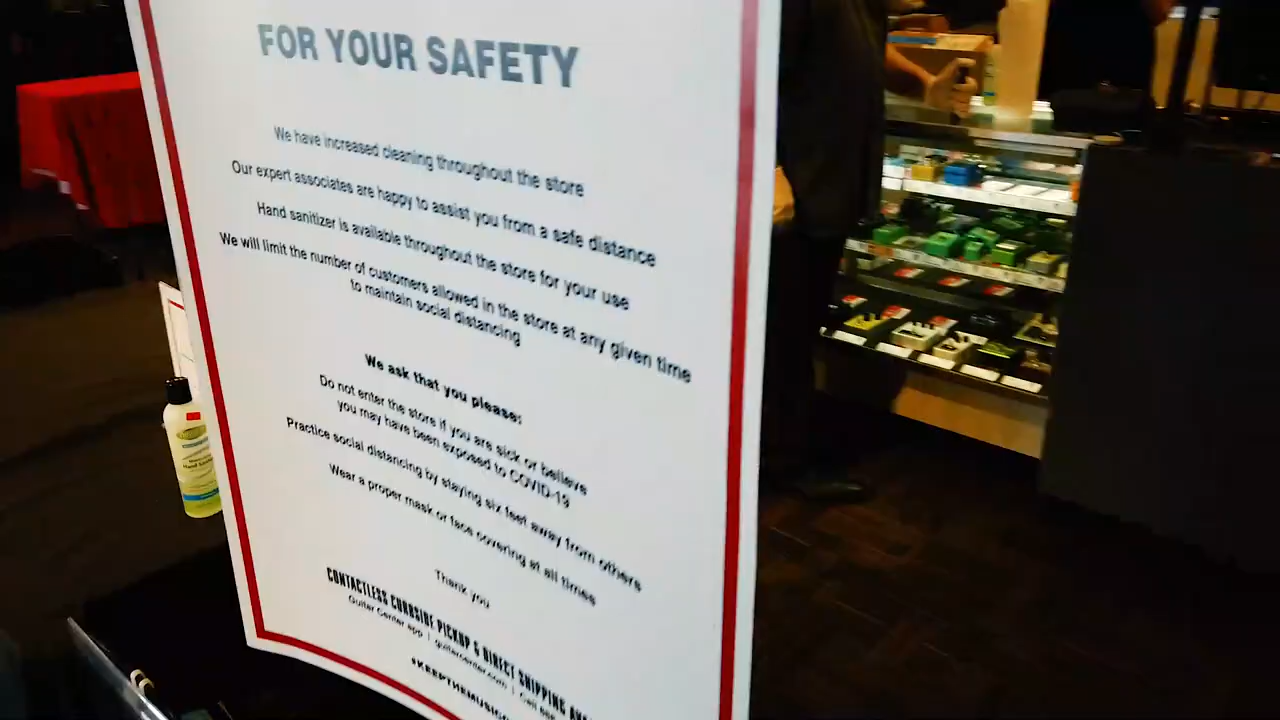 FOR YOUR SAFETY
We have increased cleaning throughout the store
Our expert associates are happy to assist you from a safe distance
Hand sanitizer is available throughout the store for your use
We will limit the number of customers allowed in the store at any given time
to maintain social distancing
We ask that you please:
Do not enter the store if you are sick or believe
you may have been exposed to COVID-19
Practice social distancing by staying six feet away from others
Wear a proper mask or face covering at all times
Thank you
CONTACTLESS CURBSIDE PICKUP & DIRECT SHIPPING
Guitar Center app | guitarcenter.com | Call
Hand Sanitizer